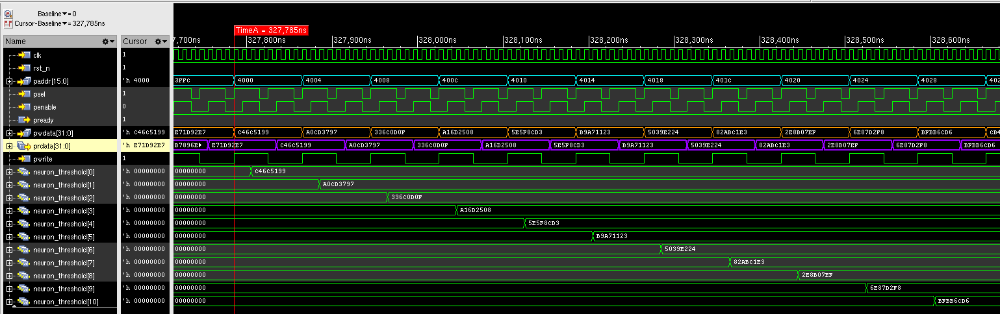 Baseline▼= 0
Cursor-Baseline▼= 327,785ns
TimeA = 327,785ns
Name Cursor 7,700ns 327,800ns 327,900ns 328,000ns 328,100ns 328,200ns 328,300ns 328,400ns 328,500ns 328,600ns
clk 1
rst_n 1
paddr[15:0] 'h 4000 3FFC 4000 4004 4008 400c 4010 4014 4018 401c 4020 4024 4028 402
psel 1
penable 0
pready 1
pwdata[31:0] 'h c46c5199 E71D92E7 c46c5199 A0CD3797 336C0D0F A16D2508 5E5F8CD3 B9A71123 5039E224 82ABC1E3 2E8B07EF 6E87D2F8 BFBB6CD6 CB4
prdata[31:0] 'h E71D92E7 B7896E E71D92E7 c46c5199 A0CD3797 336C0D0F A16D2508 5E5F8CD3 B9A71123 5039E224 82ABC1E3 2E8B07EF 6E87D2F8 BFBB6CD6
pwrite 1
neuron_threshold[0] 'h 00000000 00000000 c46c5199
neuron_threshold[1] 'h 00000000 00000000 A0CD3797
neuron_threshold[2] 'h 00000000 00000000 336C0D0F
neuron_threshold[3] 'h 00000000 00000000 A16D2508
neuron_threshold[4] 'h 00000000 00000000 5E5F8CD3
neuron_threshold[5] 'h 00000000 00000000 B9A71123
neuron_threshold[6] 'h 00000000 00000000 5039E224
neuron_threshold[7] 'h 00000000 00000000 82ABC1E3
neuron_threshold[8] 'h 00000000 00000000 2E8B07EF
neuron_threshold[9] 'h 00000000 00000000 6E87D2F8
neuron_threshold[10] 'h 00000000 00000000 BFBB6CD6